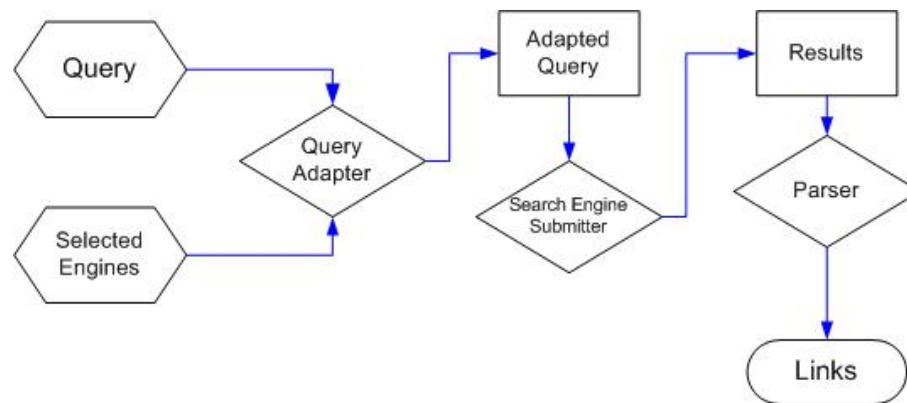 Query
Selected
Engines
Query
Adapter
Adapted
Query
Search Engine
Submitter
Results
Parser
Links